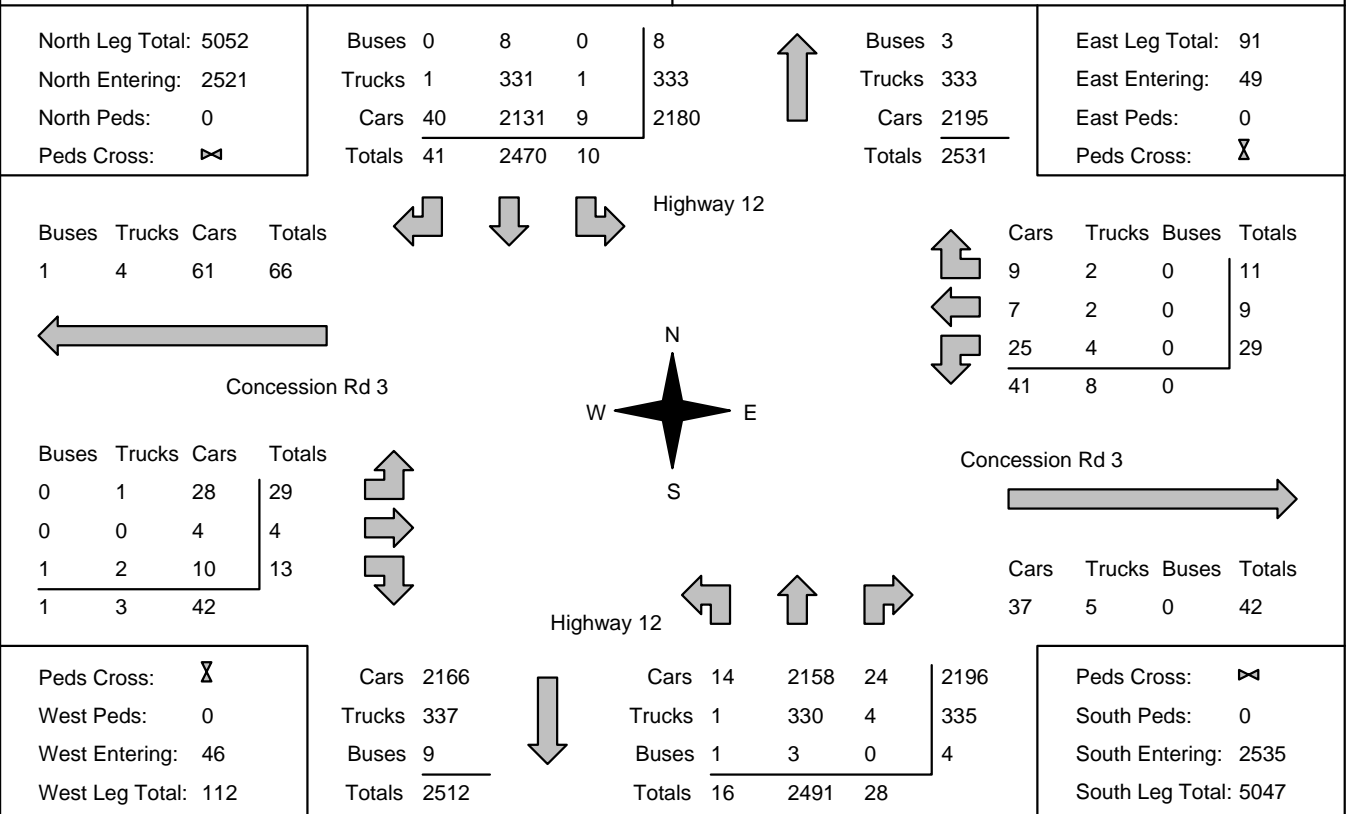 North Leg Total: 5052
North Entering: 2521
North Peds: 0
Peds Cross:
Buses 0 8 0 8
Trucks 1 331 1 333
Cars 40 2131 9 2180
Totals 41 2470 10
Buses 3
Trucks 333
Cars 2195
Totals 2531
East Leg Total: 91
East Entering: 49
East Peds: 0
Peds Cross:
Highway 12
Buses Trucks Cars Totals
1 4 61 66
Cars Trucks Buses Totals
9 2 0 11
7 2 0 9
25 4 0 29
41 8 0
Concession Rd 3
N
W E
S
Buses Trucks Cars Totals
0 1 28 29
0 0 4 4
1 2 10 13
1 3 42
Concession Rd 3
Cars Trucks Buses Totals
37 5 0 42
Highway 12
Peds Cross:
West Peds: 0
West Entering: 46
West Leg Total: 112
Cars 2166
Trucks 337
Buses 9
Totals 2512
Cars 14 2158 24 2196
Trucks 1 330 4 335
Buses 1 3 0 4
Totals 16 2491 28
Peds Cross:
South Peds: 0
South Entering: 2535
South Leg Total: 5047